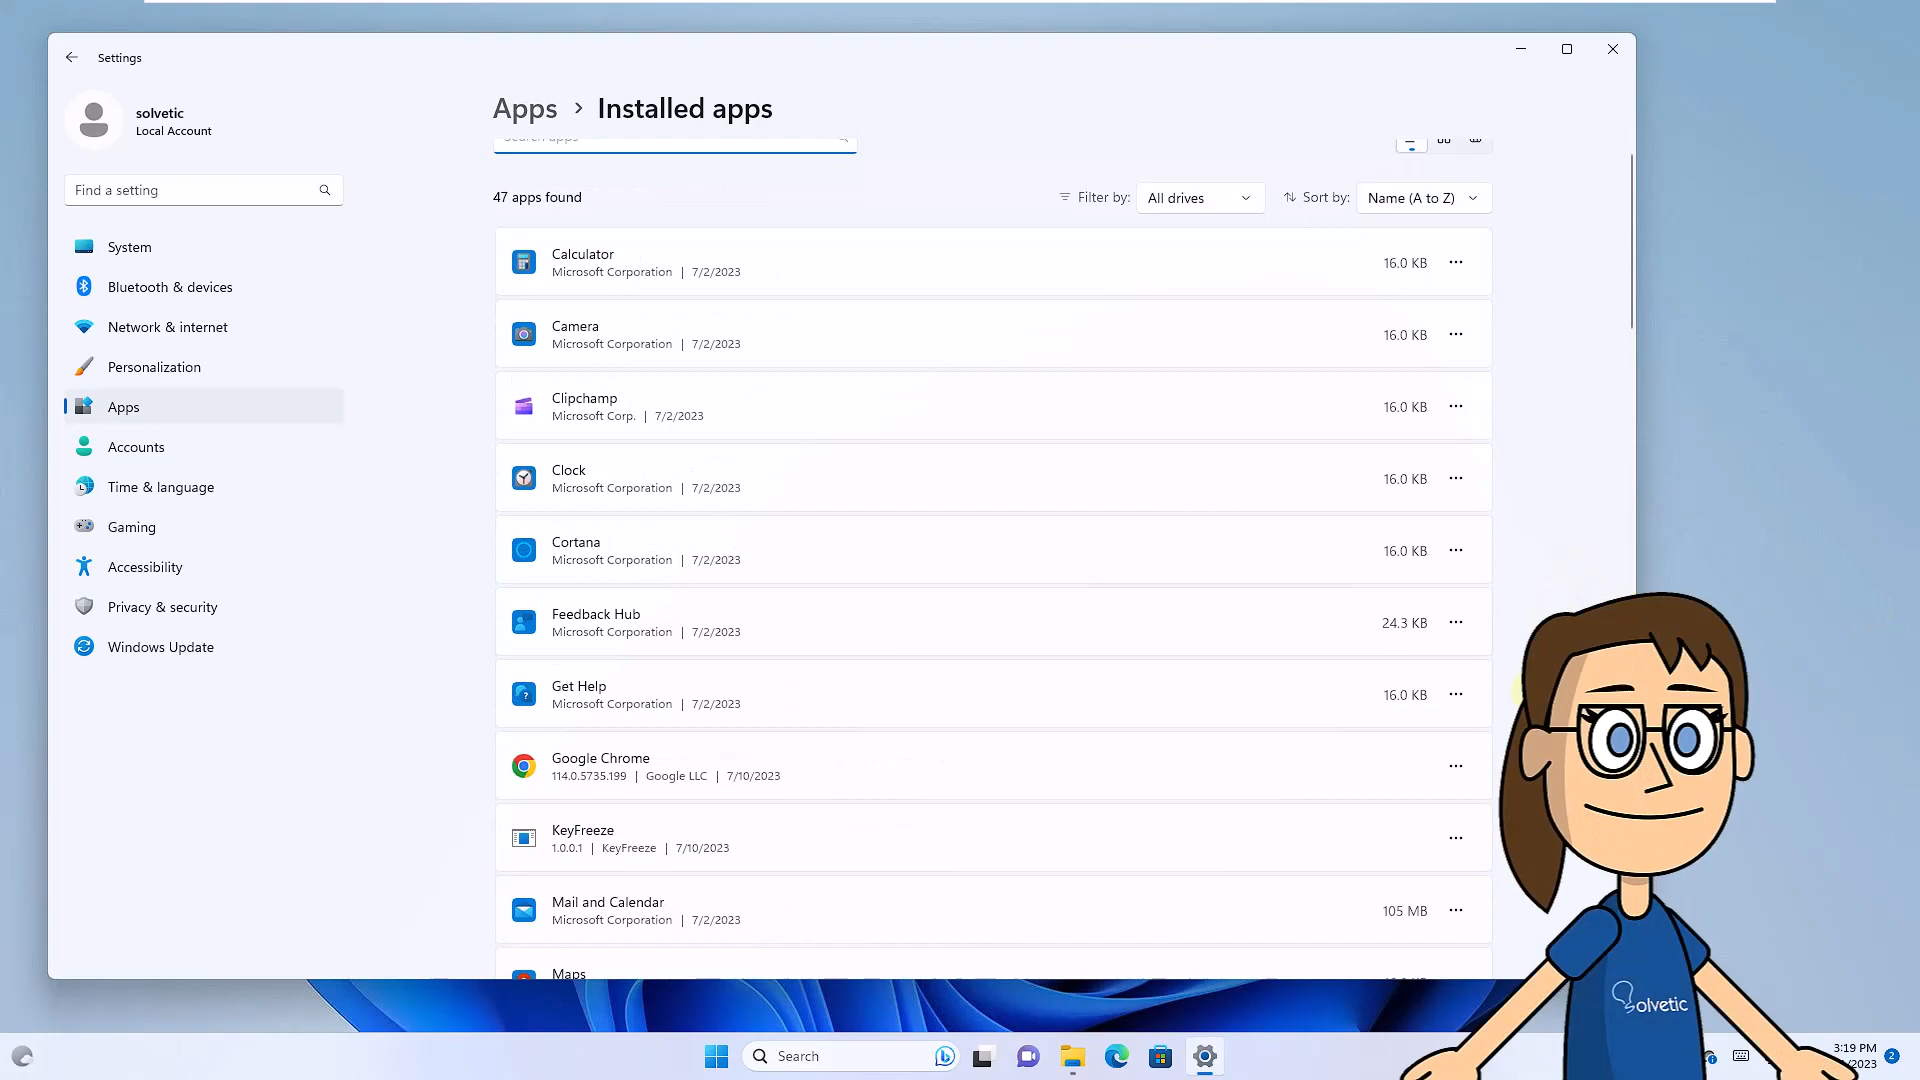 Settings
solvetic
Local Account
Find a setting
System
Bluetooth & devices
Network & internet
Personalization
Apps
Accounts
Time & language
Gaming
Accessibility
Privacy & security
Windows Update
Apps > Installed apps
Search apps
47 apps found
Filter by: All drives
Sort by: Name (A to Z)
Calculator
Microsoft Corporation | 7/2/2023
16.0 KB
Camera
Microsoft Corporation | 7/2/2023
16.0 KB
Clipchamp
Microsoft Corp. | 7/2/2023
16.0 KB
Clock
Microsoft Corporation | 7/2/2023
16.0 KB
Cortana
Microsoft Corporation | 7/2/2023
16.0 KB
Feedback Hub
Microsoft Corporation | 7/2/2023
24.3 KB
Get Help
Microsoft Corporation | 7/2/2023
16.0 KB
Google Chrome
114.0.5735.199 | Google LLC | 7/10/2023
KeyFreeze
1.0.0.1 | KeyFreeze | 7/10/2023
Mail and Calendar
Microsoft Corporation | 7/2/2023
105 MB
Maps
Solvetic
Search
3:19 PM
/2023
2